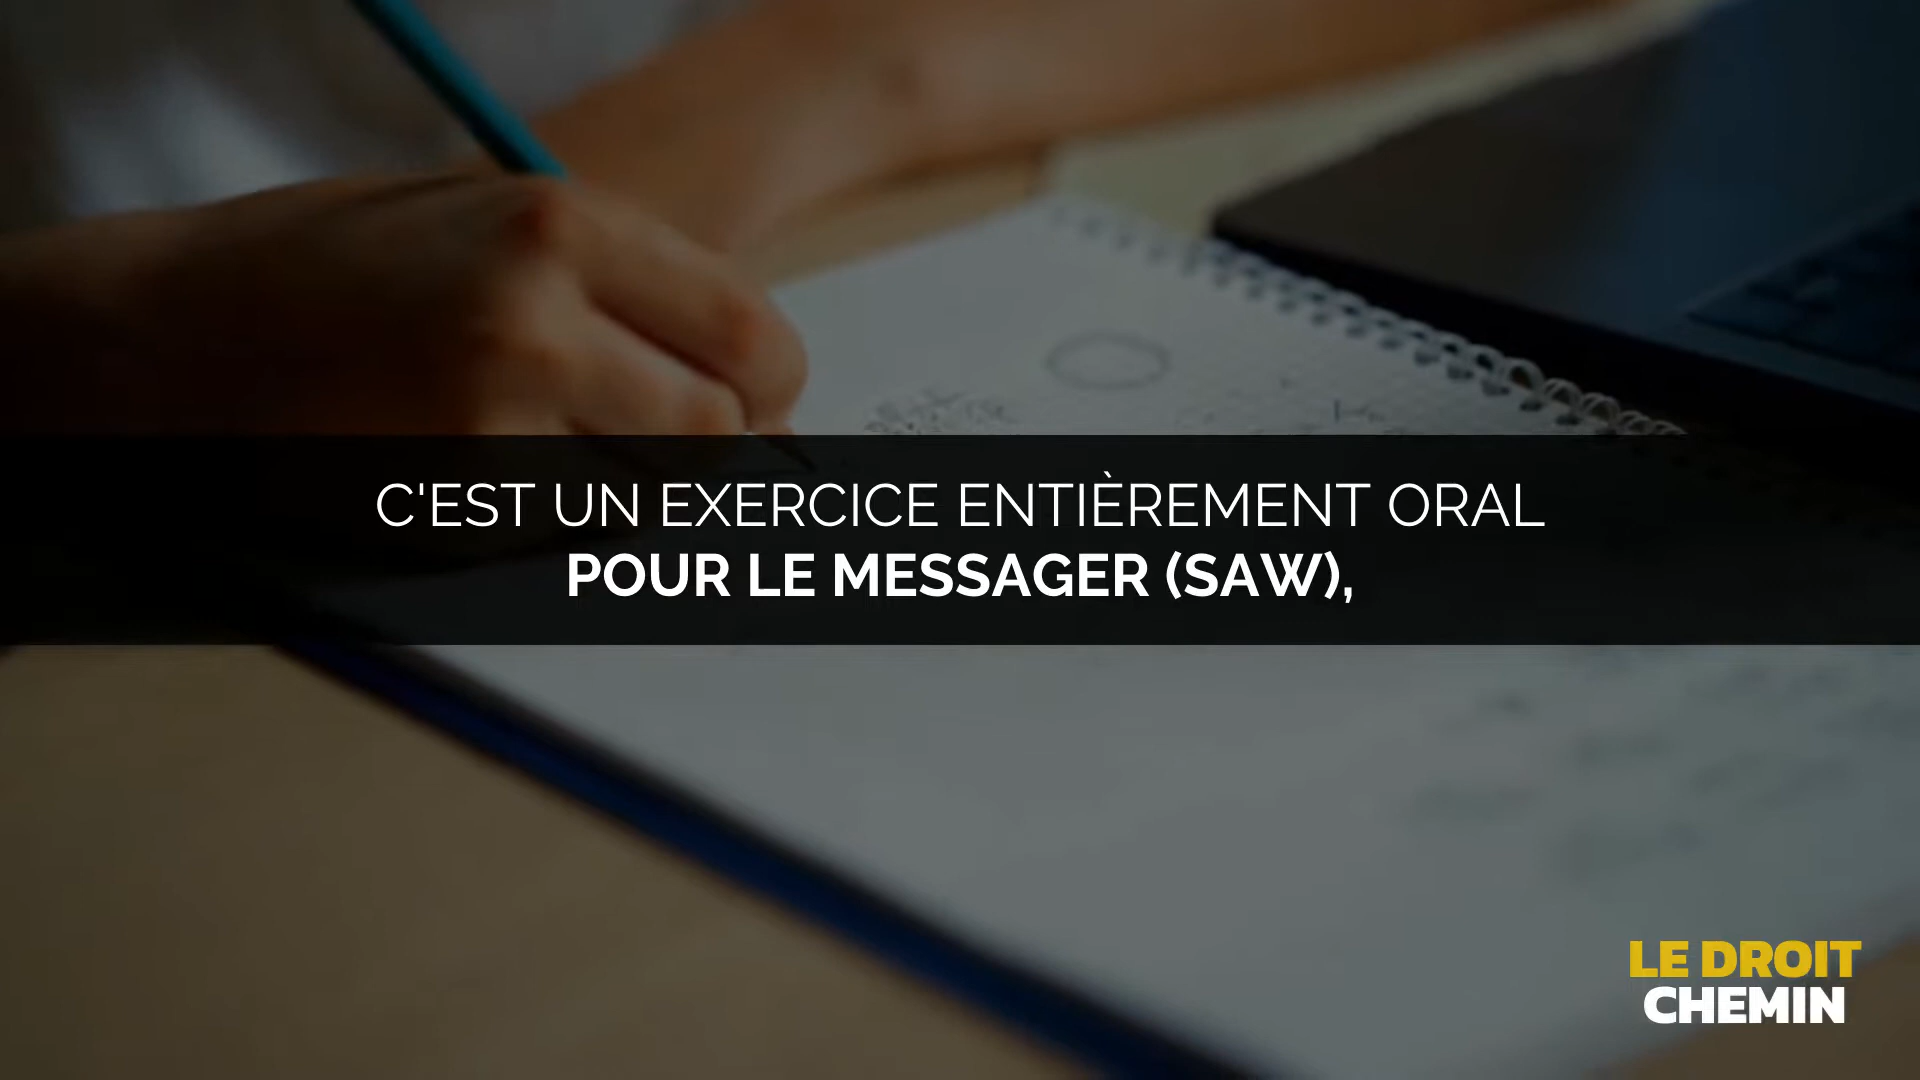 C'EST UN EXERCICE ENTIÈREMENT ORAL
POUR LE MESSAGER (SAW),
LE DROIT
CHEMIN